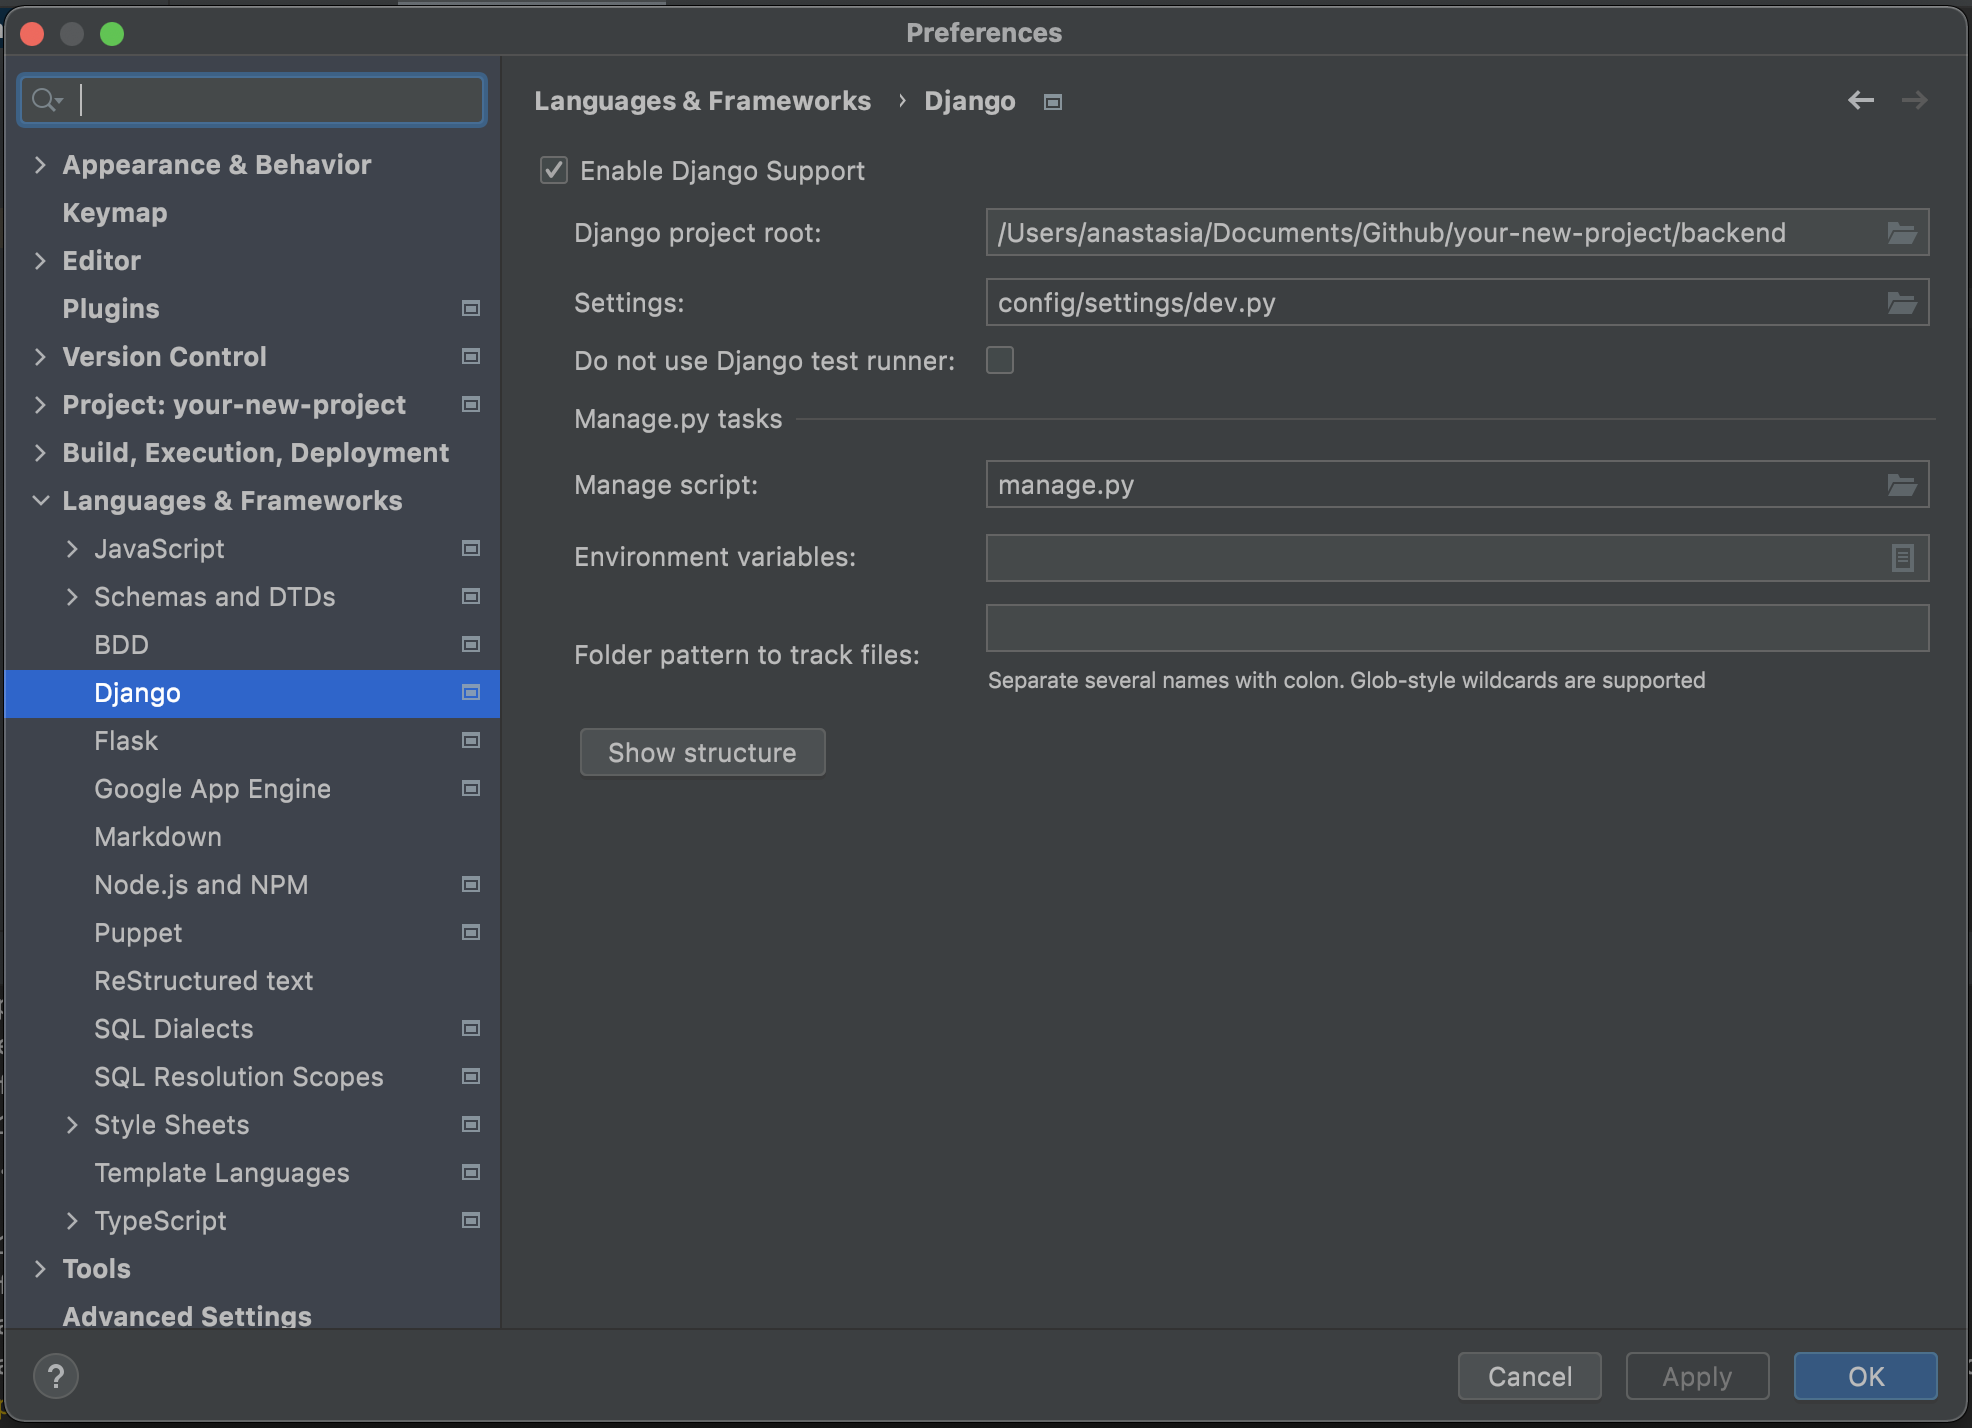 Preferences
Appearance & Behavior
Keymap
Editor
Plugins
Version Control
Project: your-new-project
Build, Execution, Deployment
Languages & Frameworks
JavaScript
Schemas and DTDs
BDD
Django
Flask
Google App Engine
Markdown
Node.js and NPM
Puppet
ReStructured text
SQL Dialects
SQL Resolution Scopes
Style Sheets
Template Languages
TypeScript
Tools
Advanced Settings
Languages & Frameworks › Django
Enable Django Support
Django project root: /Users/anastasia/Documents/Github/your-new-project/backend
Settings: config/settings/dev.py
Do not use Django test runner:
Manage.py tasks
Manage script: manage.py
Environment variables:
Folder pattern to track files:
Separate several names with colon. Glob-style wildcards are supported
Show structure
?
Cancel
Apply
OK